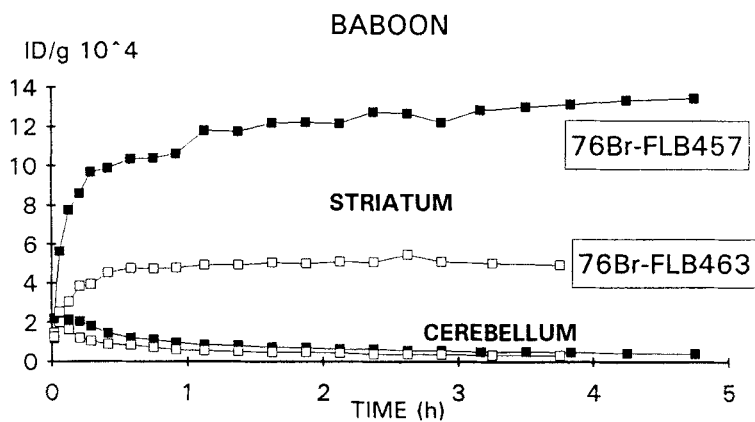 BABOON
ID/g 10^4
14
12
10
8
6
4
2
0
76Br-FLB457
STRIATUM
76Br-FLB463
CEREBELLUM
0 1 2 3 4 5
TIME (h)